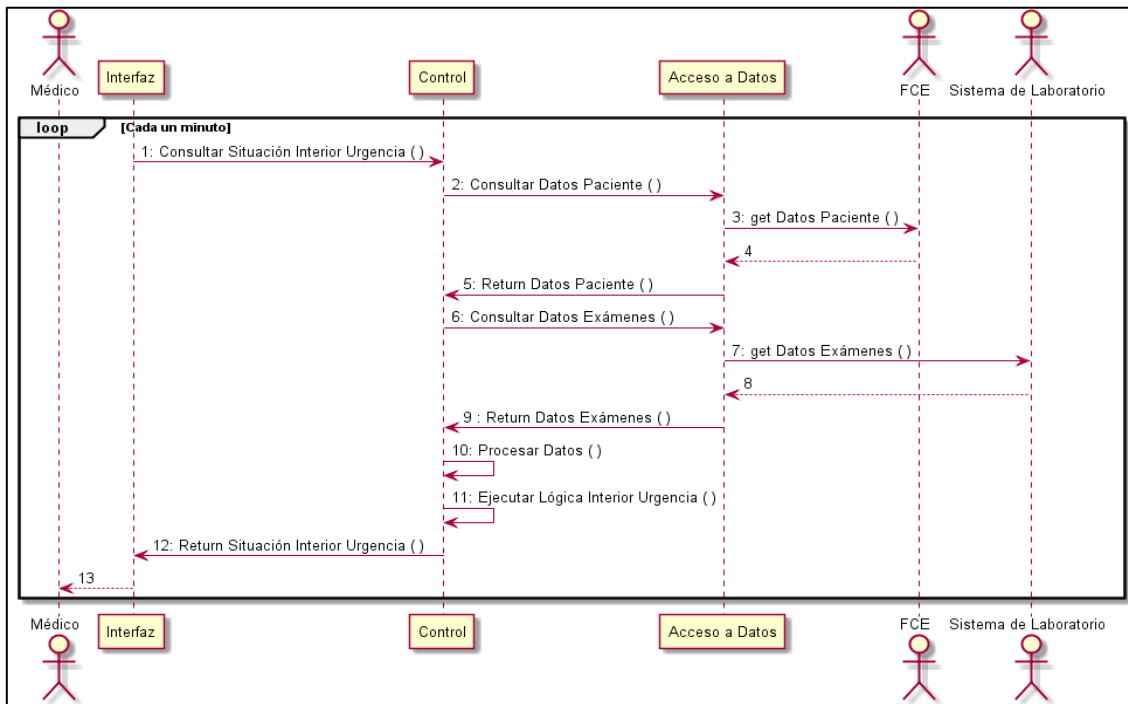 Médico
Interfaz
Control
Acceso a Datos
FCE
Sistema de Laboratorio
loop
[Cada un minuto]
1: Consultar Situación Interior Urgencia ( )
2: Consultar Datos Paciente ( )
3: get Datos Paciente ( )
4
5: Return Datos Paciente ( )
6: Consultar Datos Exámenes ( )
7: get Datos Exámenes ( )
8
9 : Return Datos Exámenes ( )
10: Procesar Datos ( )
11: Ejecutar Lógica Interior Urgencia ( )
12: Return Situación Interior Urgencia ( )
13
Médico
Interfaz
Control
Acceso a Datos
FCE
Sistema de Laboratorio